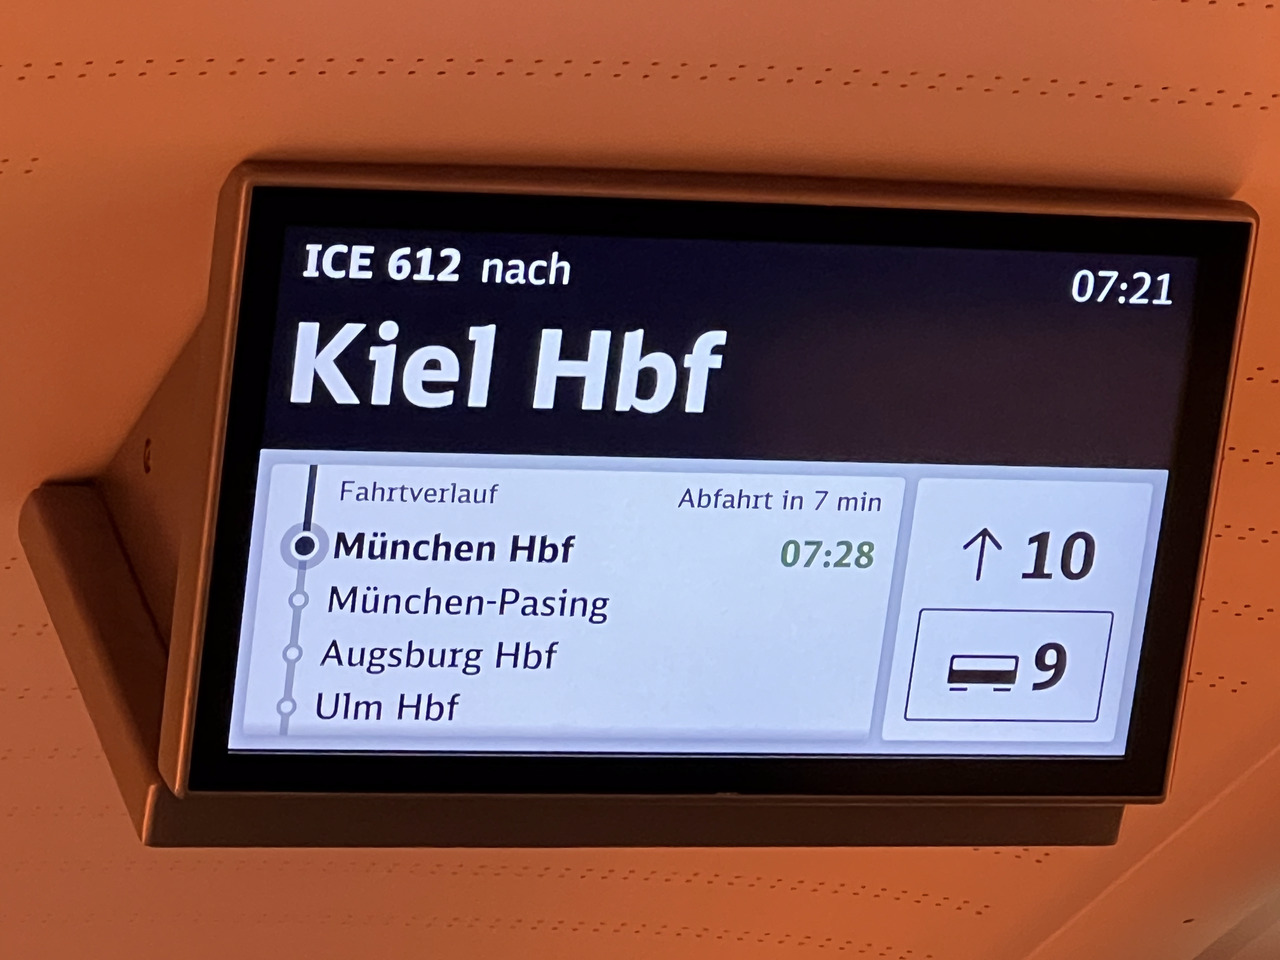 ICE 612 nach
07:21
Kiel Hbf
Fahrtverlauf
Abfahrt in 7 min
München Hbf
07:28
München-Pasing
Augsburg Hbf
Ulm Hbf
↑ 10
9